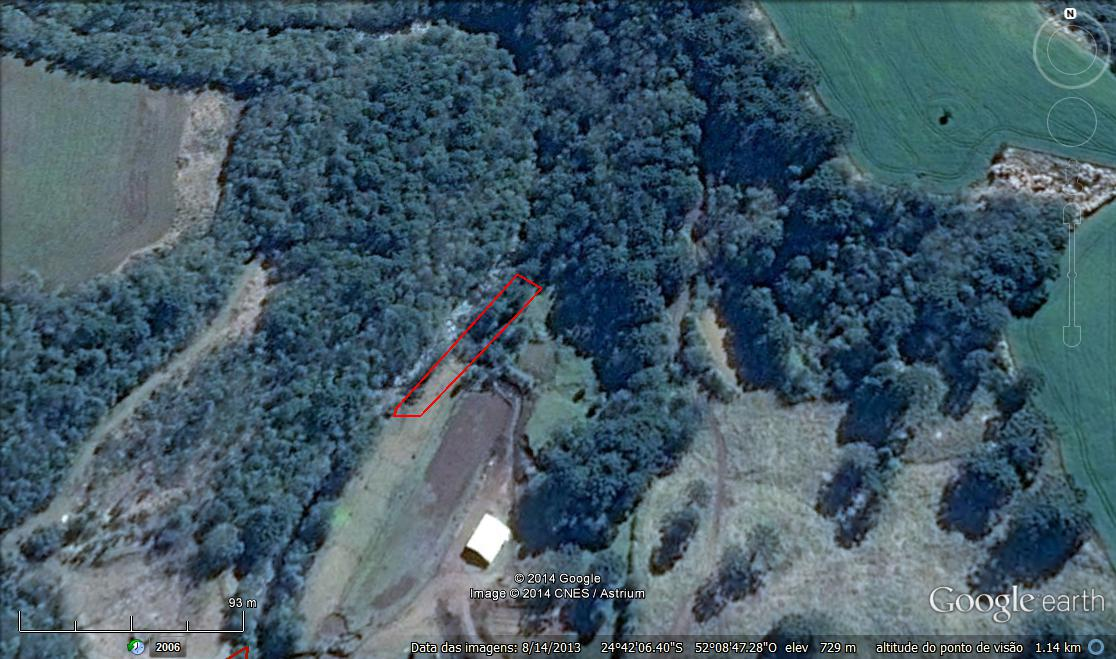 N
93 m
© 2014 Google
Image © 2014 CNES / Astrium
Google earth
2006
Data das imagens: 8/14/2013 24°42'06.40"S 52°08'47.28"O elev 729 m altitude do ponto de visão 1.14 km